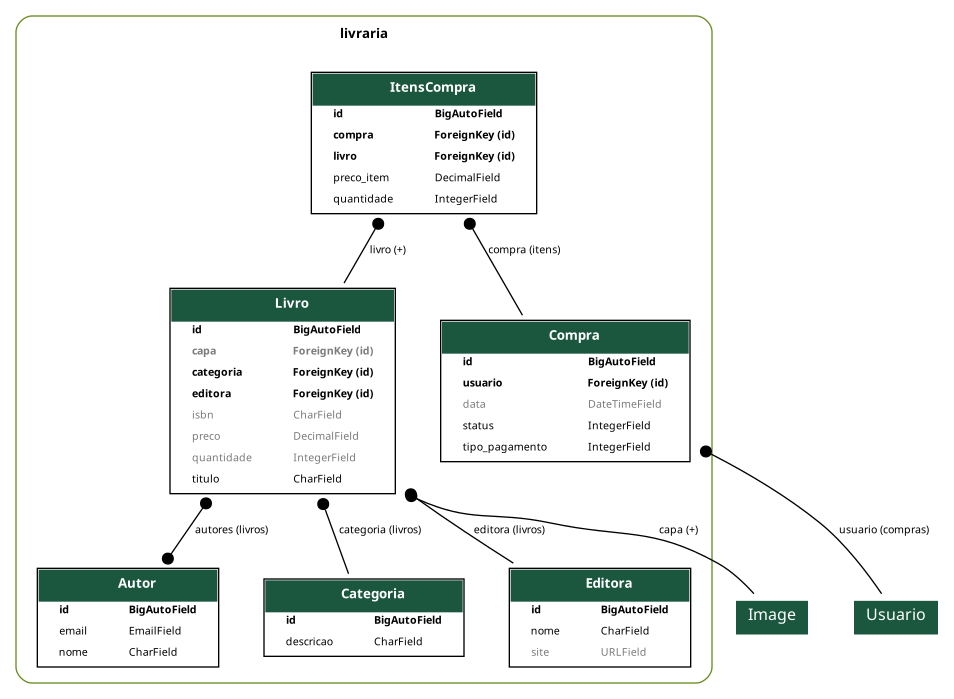 livraria
ItensCompra
id BigAutoField
compra ForeignKey (id)
livro ForeignKey (id)
preco_item DecimalField
quantidade IntegerField
livro (+)
compra (itens)
Livro
id BigAutoField
capa ForeignKey (id)
categoria ForeignKey (id)
editora ForeignKey (id)
isbn CharField
preco DecimalField
quantidade IntegerField
titulo CharField
Compra
id BigAutoField
usuario ForeignKey (id)
data DateTimeField
status IntegerField
tipo_pagamento IntegerField
autores (livros)
categoria (livros)
editora (livros)
capa (+)
usuario (compras)
Autor
id BigAutoField
email EmailField
nome CharField
Categoria
id BigAutoField
descricao CharField
Editora
id BigAutoField
nome CharField
site URLField
Image
Usuario